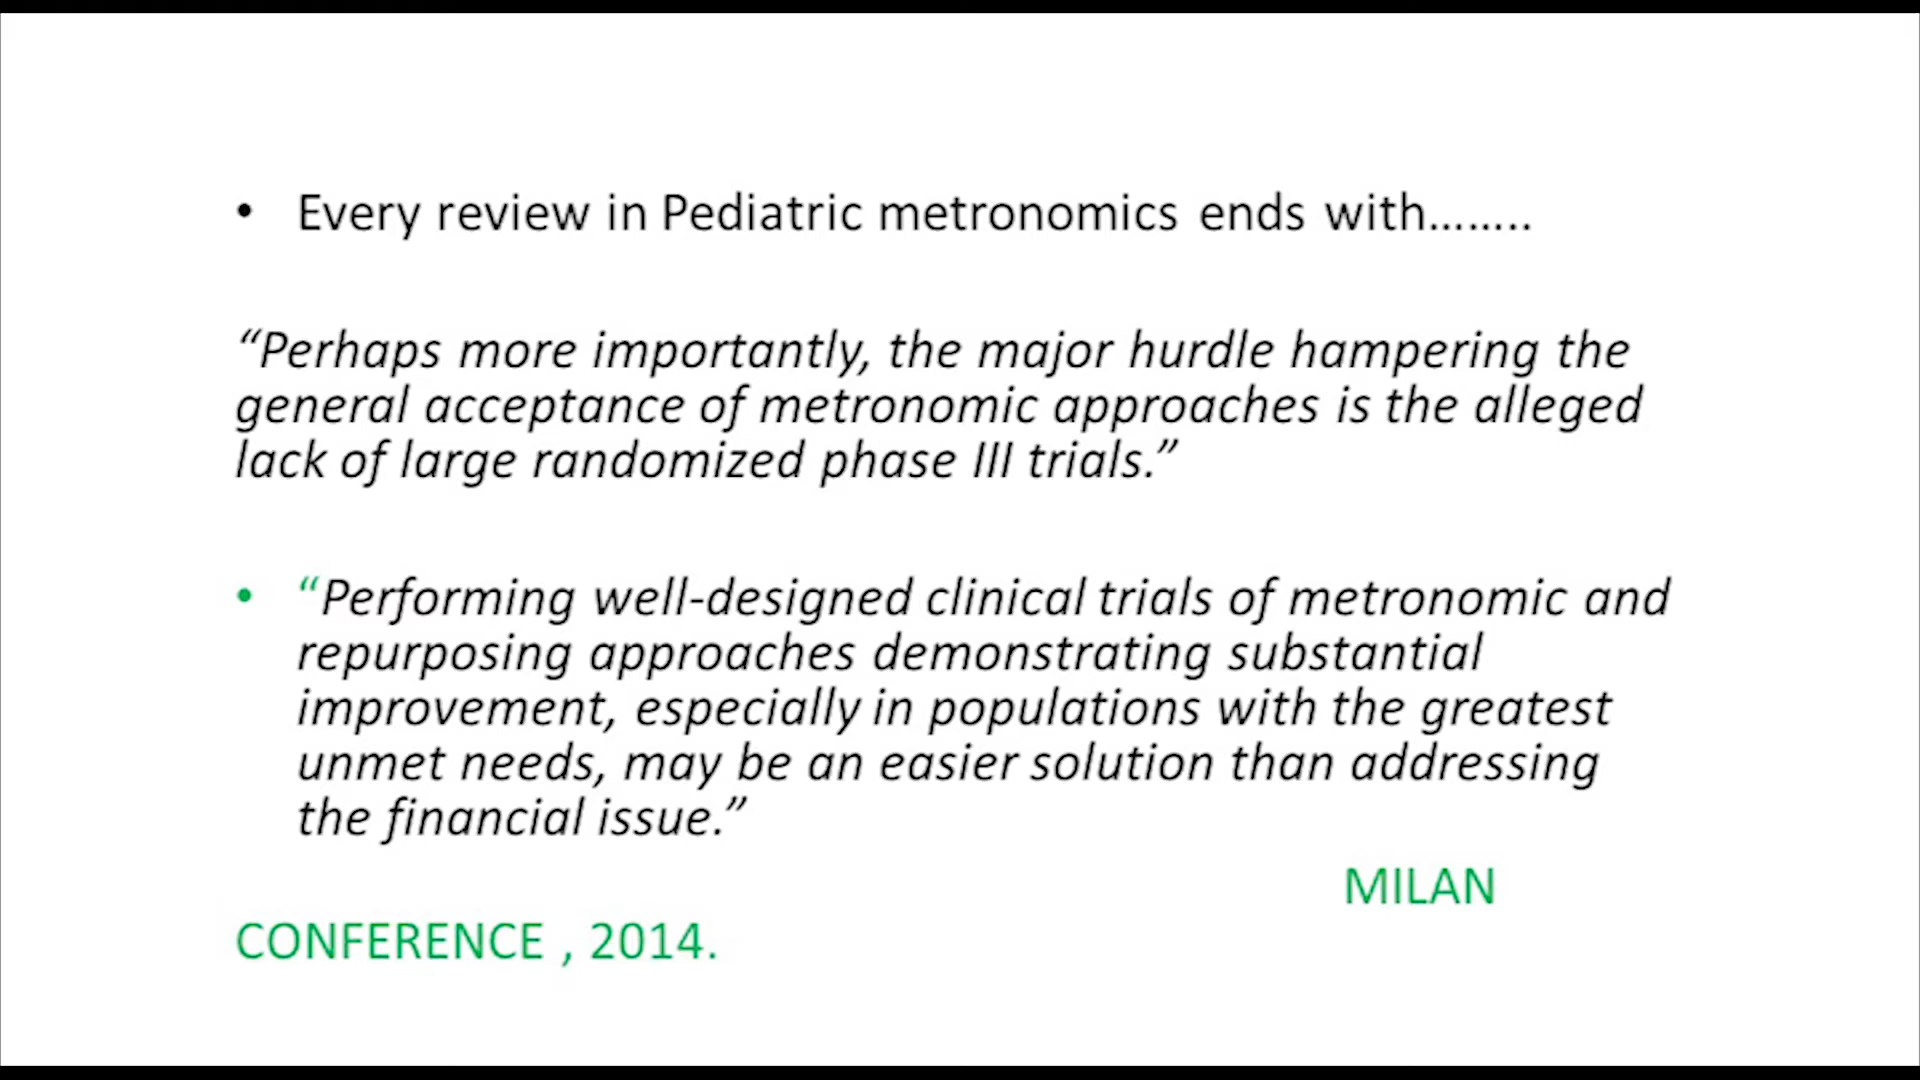 • Every review in Pediatric metronomics ends with……..
“Perhaps more importantly, the major hurdle hampering the
general acceptance of metronomic approaches is the alleged
lack of large randomized phase III trials.”
• “Performing well-designed clinical trials of metronomic and
repurposing approaches demonstrating substantial
improvement, especially in populations with the greatest
unmet needs, may be an easier solution than addressing
the financial issue.”
MILAN
CONFERENCE , 2014.